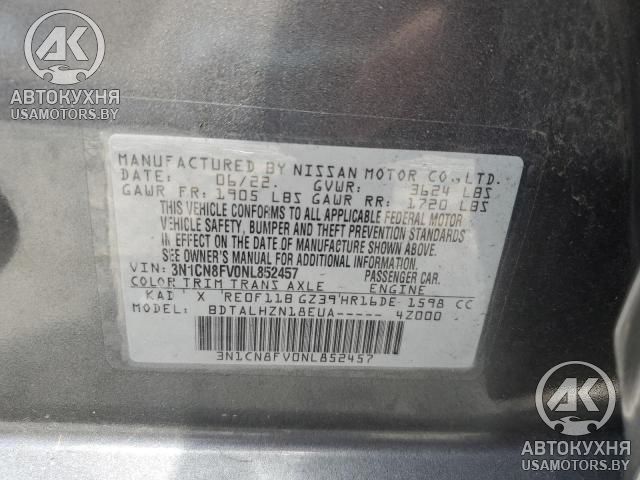 AK
АВТОКУХНЯ
USAMOTORS.BY
MANUFACTURED BY NISSAN MOTOR CO.,LTD.
DATE: 06/22. GVWR: 3624 LBS
GAWR FR: 1905 LBS GAWR RR: 1720 LBS
THIS VEHICLE CONFORMS TO ALL APPLICABLE FEDERAL MOTOR
VEHICLE SAFETY, BUMPER AND THEFT PREVENTION STANDARDS
IN EFFECT ON THE DATE OF MANUFACTURE SHOWN ABOVE.
SEE OWNER'S MANUAL FOR ADDITIONAL INFORMATION.
VIN: 3N1CN8FV0NL852457 PASSENGER CAR.
COLOR TRIM TRANS AXLE ENGINE
KAD X RE0F11B GZ39 HR16DE 1598 CC
MODEL: BDTALHZN18EUA----- 4Z000
3N1CN8FV0NL852457
AK
АВТОКУХНЯ
USAMOTORS.BY